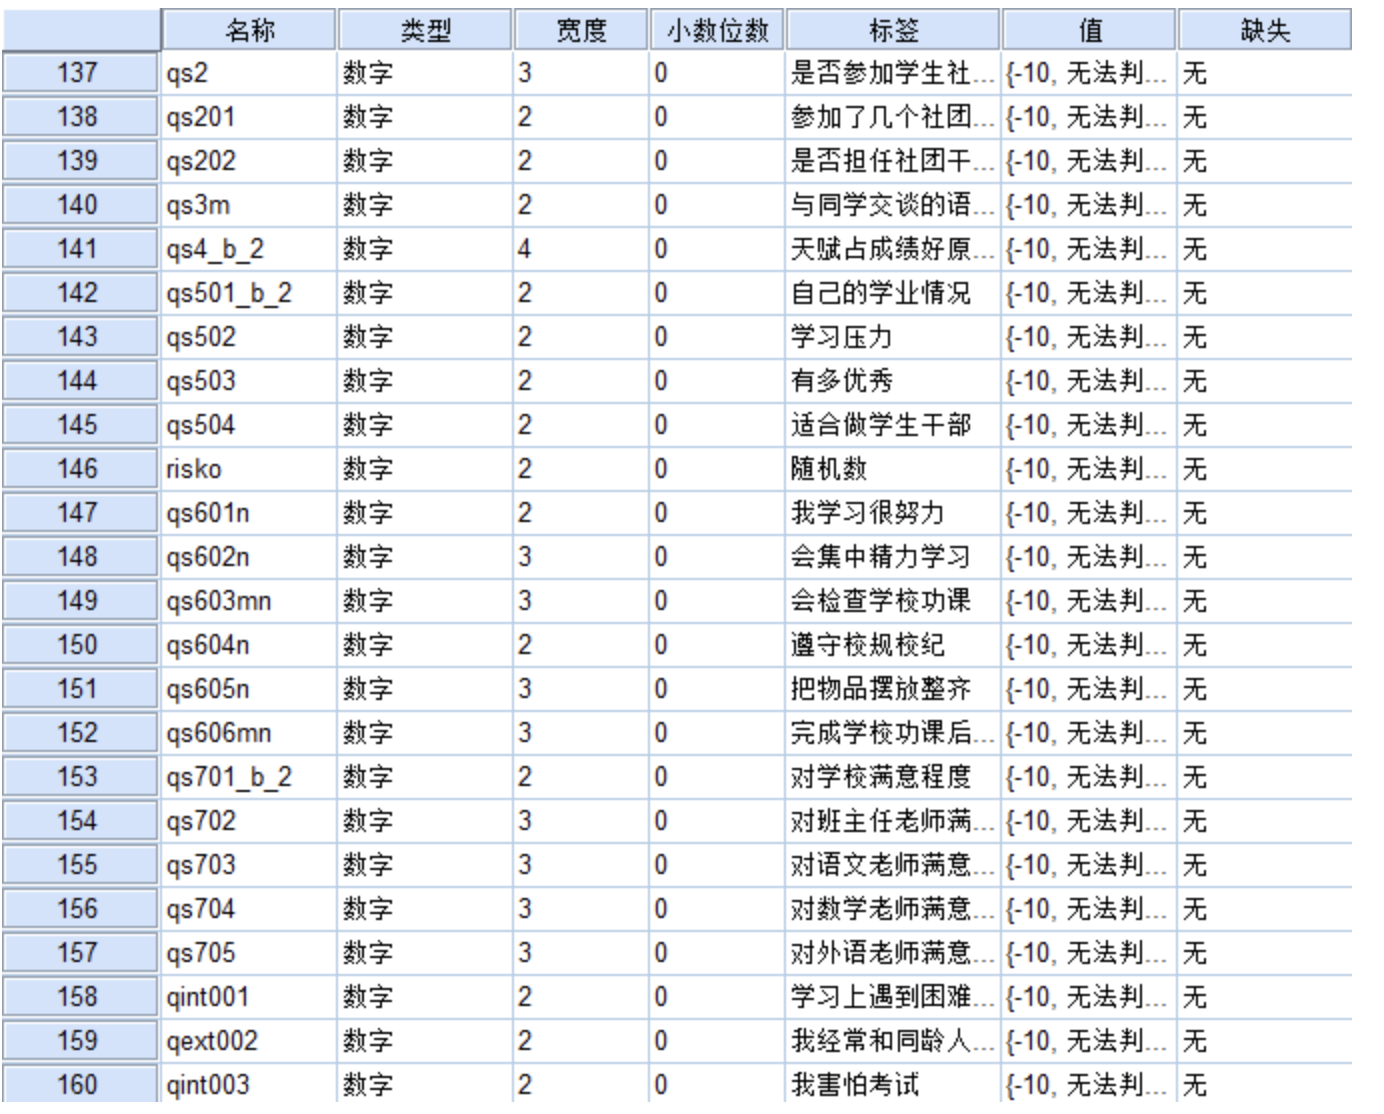 名称 类型 宽度 小数位数 标签 值 缺失
137 qs2 数字 3 0 是否参加学生社... {-10, 无法判... 无
138 qs201 数字 2 0 参加了几个社团... {-10, 无法判... 无
139 qs202 数字 2 0 是否担任社团干... {-10, 无法判... 无
140 qs3m 数字 2 0 与同学交谈的语... {-10, 无法判... 无
141 qs4_b_2 数字 4 0 天赋占成绩好原... {-10, 无法判... 无
142 qs501_b_2 数字 2 0 自己的学业情况 {-10, 无法判... 无
143 qs502 数字 2 0 学习压力 {-10, 无法判... 无
144 qs503 数字 2 0 有多优秀 {-10, 无法判... 无
145 qs504 数字 2 0 适合做学生干部 {-10, 无法判... 无
146 risko 数字 2 0 随机数 {-10, 无法判... 无
147 qs601n 数字 2 0 我学习很努力 {-10, 无法判... 无
148 qs602n 数字 3 0 会集中精力学习 {-10, 无法判... 无
149 qs603mn 数字 3 0 会检查学校功课 {-10, 无法判... 无
150 qs604n 数字 2 0 遵守校规校纪 {-10, 无法判... 无
151 qs605n 数字 3 0 把物品摆放整齐 {-10, 无法判... 无
152 qs606mn 数字 3 0 完成学校功课后... {-10, 无法判... 无
153 qs701_b_2 数字 2 0 对学校满意程度 {-10, 无法判... 无
154 qs702 数字 3 0 对班主任老师满... {-10, 无法判... 无
155 qs703 数字 3 0 对语文老师满意... {-10, 无法判... 无
156 qs704 数字 3 0 对数学老师满意... {-10, 无法判... 无
157 qs705 数字 3 0 对外语老师满意... {-10, 无法判... 无
158 qint001 数字 2 0 学习上遇到困难... {-10, 无法判... 无
159 qext002 数字 2 0 我经常和同龄人... {-10, 无法判... 无
160 qint003 数字 2 0 我害怕考试 {-10, 无法判... 无